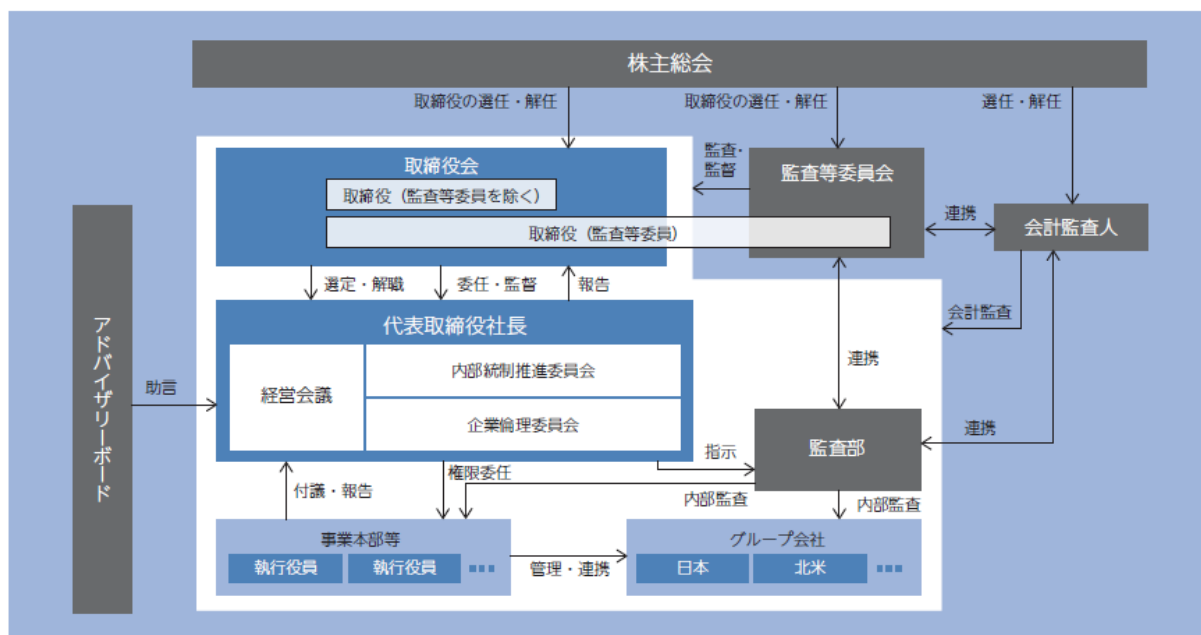 株主総会
取締役の選任・解任
取締役の選任・解任
選任・解任
取締役会
取締役（監査等委員を除く）
取締役（監査等委員）
監査・
監督
監査等委員会
連携
会計監査人
選定・解職
委任・監督
報告
会計監査
アドバイザリーボード
助言
代表取締役社長
経営会議
内部統制推進委員会
企業倫理委員会
連携
監査部
連携
指示
権限委任
付議・報告
内部監査
内部監査
事業本部等
執行役員
執行役員
管理・連携
グループ会社
日本
北米